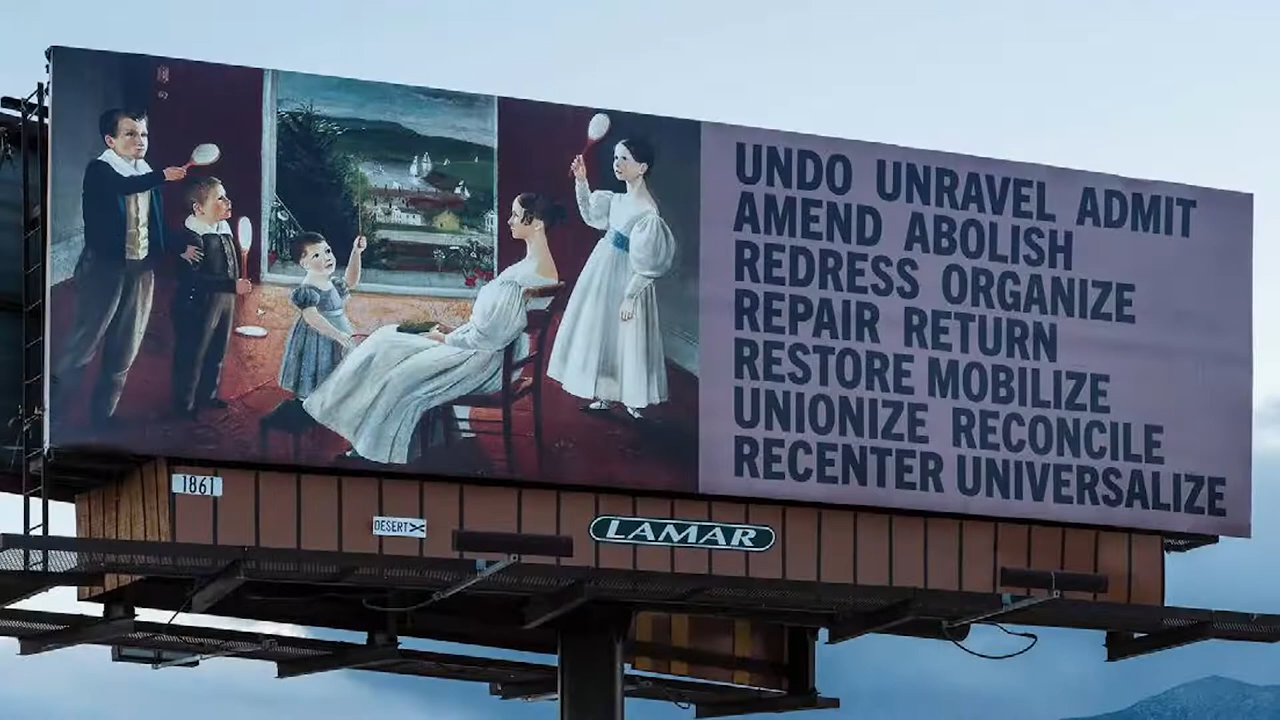 UNDO UNRAVEL ADMIT
AMEND ABOLISH
REDRESS ORGANIZE
REPAIR RETURN
RESTORE MOBILIZE
UNIONIZE RECONCILE
RECENTER UNIVERSALIZE
1861
DESERT X
LAMAR